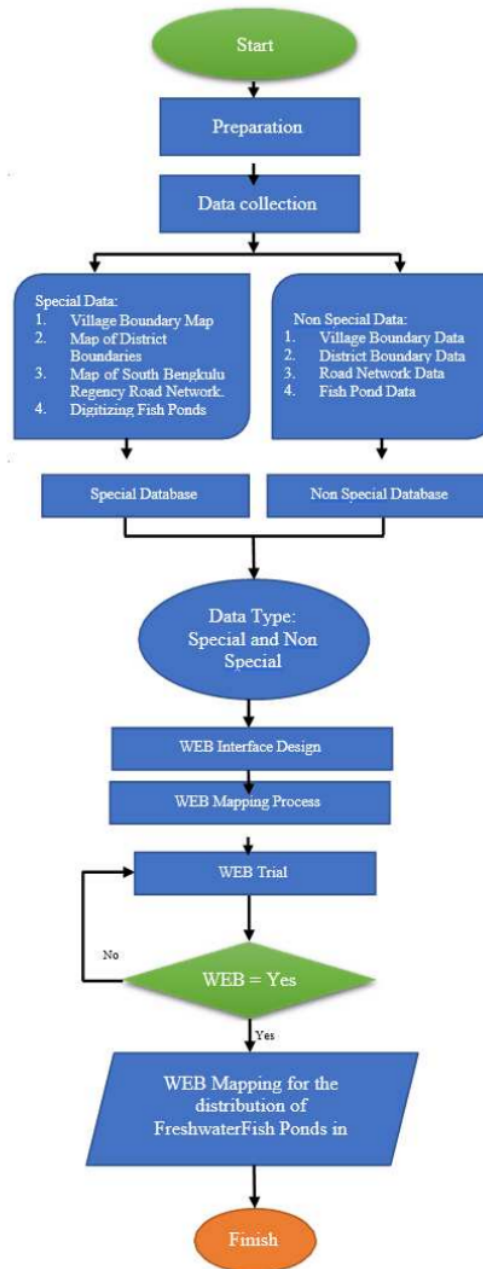 Start
Preparation
Data collection
Special Data:
1. Village Boundary Map
2. Map of District
Boundaries
3. Map of South Bengkulu
Regency Road Network.
4. Digitizing Fish Ponds
Non Special Data:
1. Village Boundary Data
2. District Boundary Data
3. Road Network Data
4. Fish Pond Data
Special Database
Non Special Database
Data Type:
Special and Non
Special
WEB Interface Design
WEB Mapping Process
WEB Trial
No
WEB = Yes
Yes
WEB Mapping for the
distribution of
FreshwaterFish Ponds in
Finish